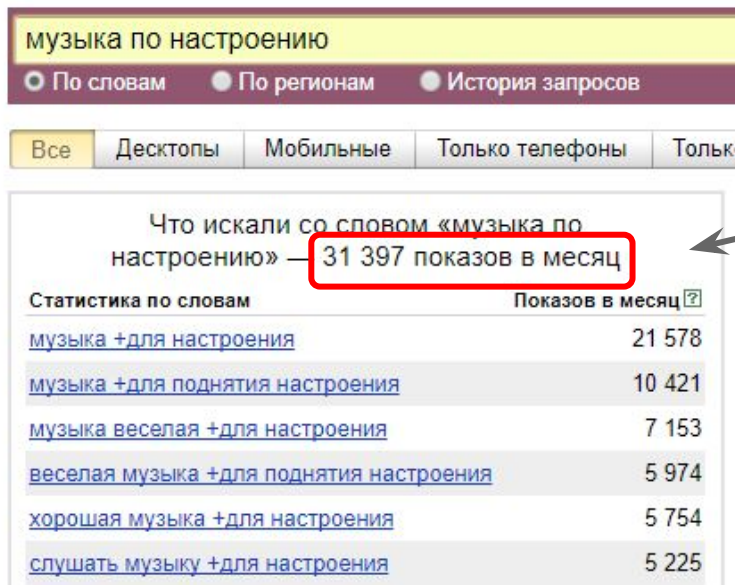 музыка по настроению
По словам По регионам История запросов
Все Десктопы Мобильные Только телефоны Тольк
Что искали со словом «музыка по
настроению» — 31 397 показов в месяц
Статистика по словам Показов в месяц ?
музыка +для настроения 21 578
музыка +для поднятия настроения 10 421
музыка веселая +для настроения 7 153
веселая музыка +для поднятия настроения 5 974
хорошая музыка +для настроения 5 754
слушать музыку +для настроения 5 225